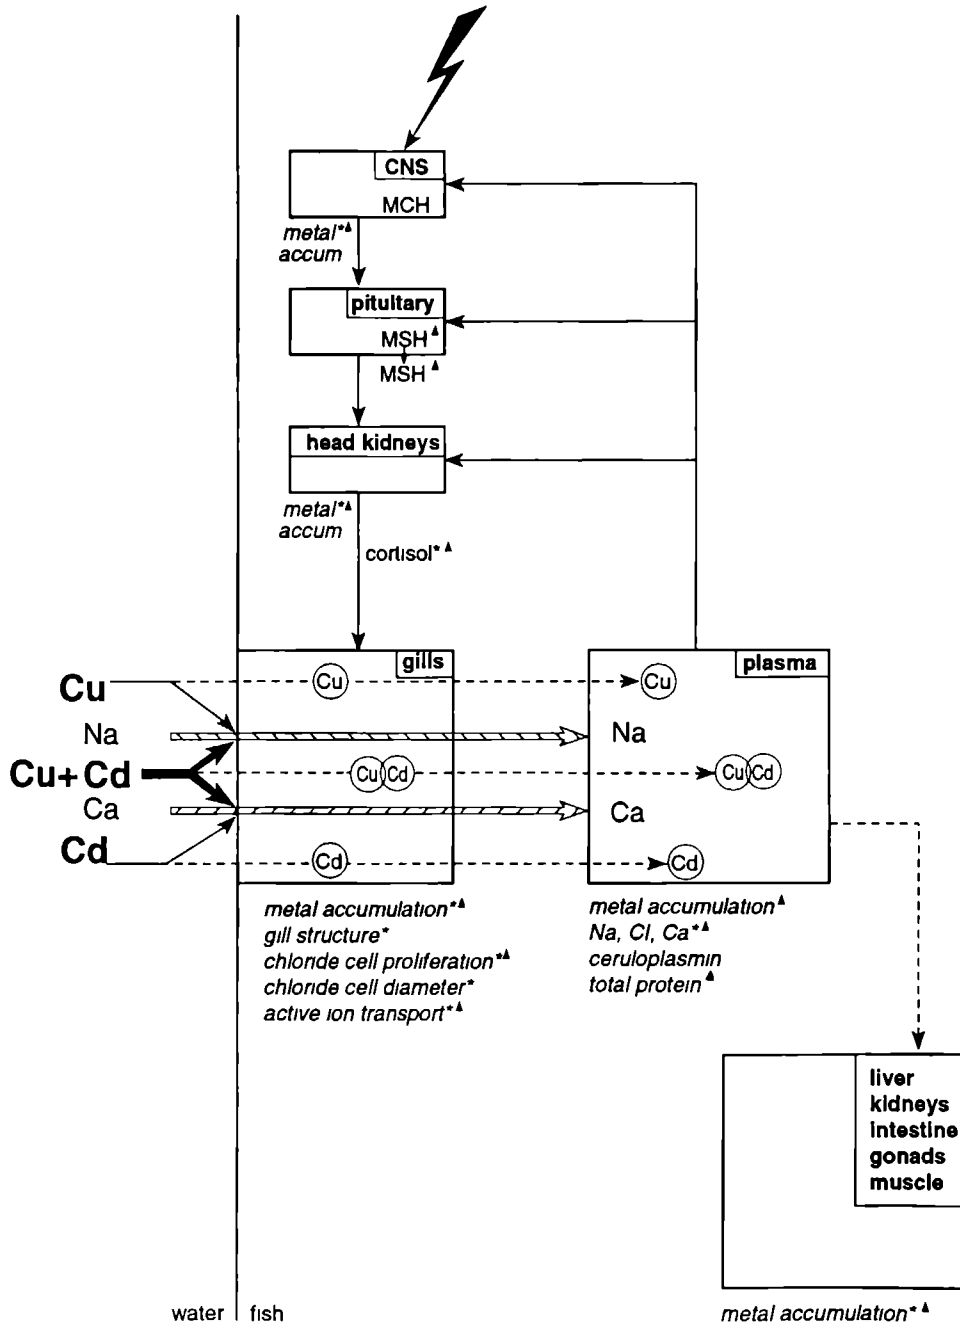 CNS
MCH
metal*▲
accum
pitultary
MSH▲
MSH▲
head kidneys
metal*▲
accum
cortisol*▲
gills
plasma
Cu
Cu
Cu
Na
Na
Cu+Cd
Cu Cd
Cu Cd
Ca
Ca
Cd
Cd
Cd
metal accumulation*▲
gill structure*
chloride cell proliferation*▲
chloride cell diameter*
active ion transport*▲
metal accumulation▲
Na, Cl, Ca*▲
ceruloplasmin
total protein▲
liver
kidneys
intestine
gonads
muscle
water
fish
metal accumulation*▲